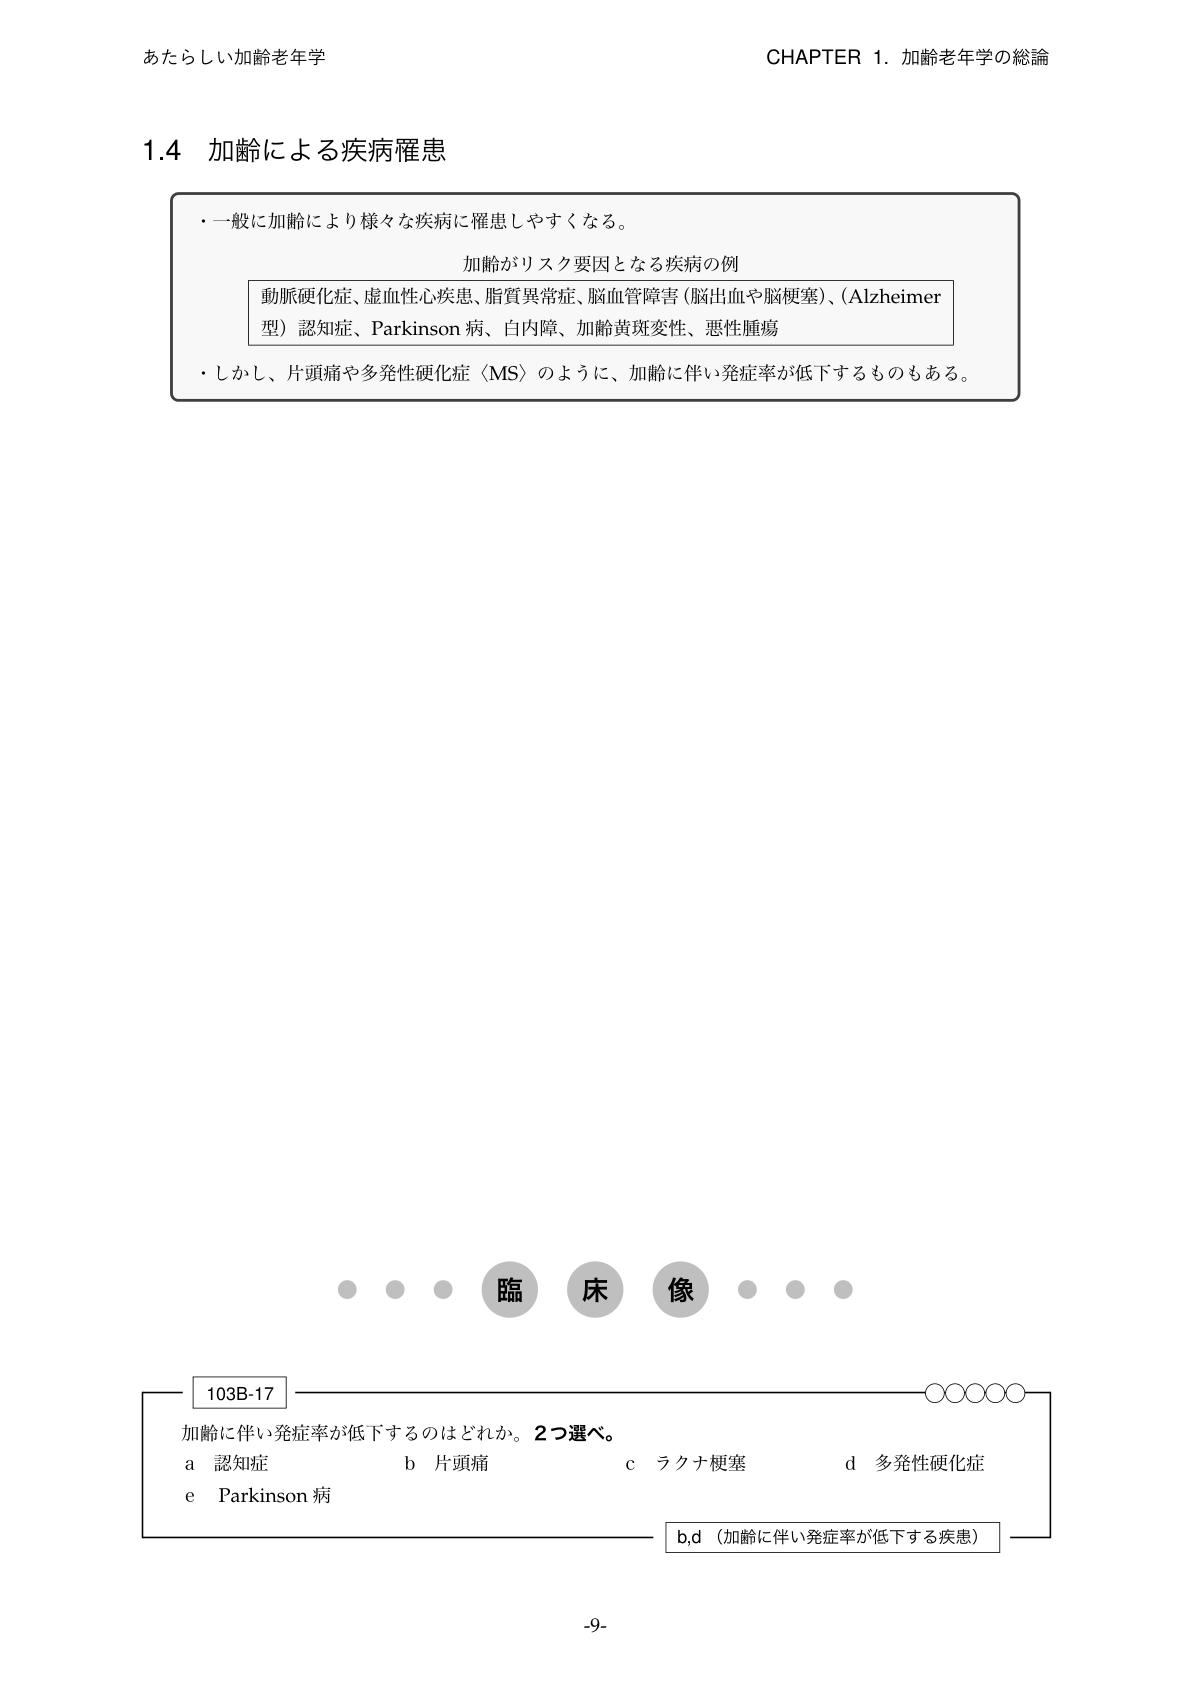 あたらしい加齢老年学
CHAPTER 1. 加齢老年学の総論
1.4 加齢による疾病罹患
・一般に加齢により様々な疾病に罹患しやすくなる。
加齢がリスク要因となる疾病の例
動脈硬化症、虚血性心疾患、脂質異常症、脳血管障害（脳出血や脳梗塞）、（Alzheimer
型）認知症、Parkinson 病、白内障、加齢黄斑変性、悪性腫瘍
・しかし、片頭痛や多発性硬化症〈MS〉のように、加齢に伴い発症率が低下するものもある。
臨 床 像
103B-17
加齢に伴い発症率が低下するのはどれか。2つ選べ。
a 認知症 b 片頭痛 c ラクナ梗塞 d 多発性硬化症
e Parkinson 病
b,d （加齢に伴い発症率が低下する疾患）
-9-